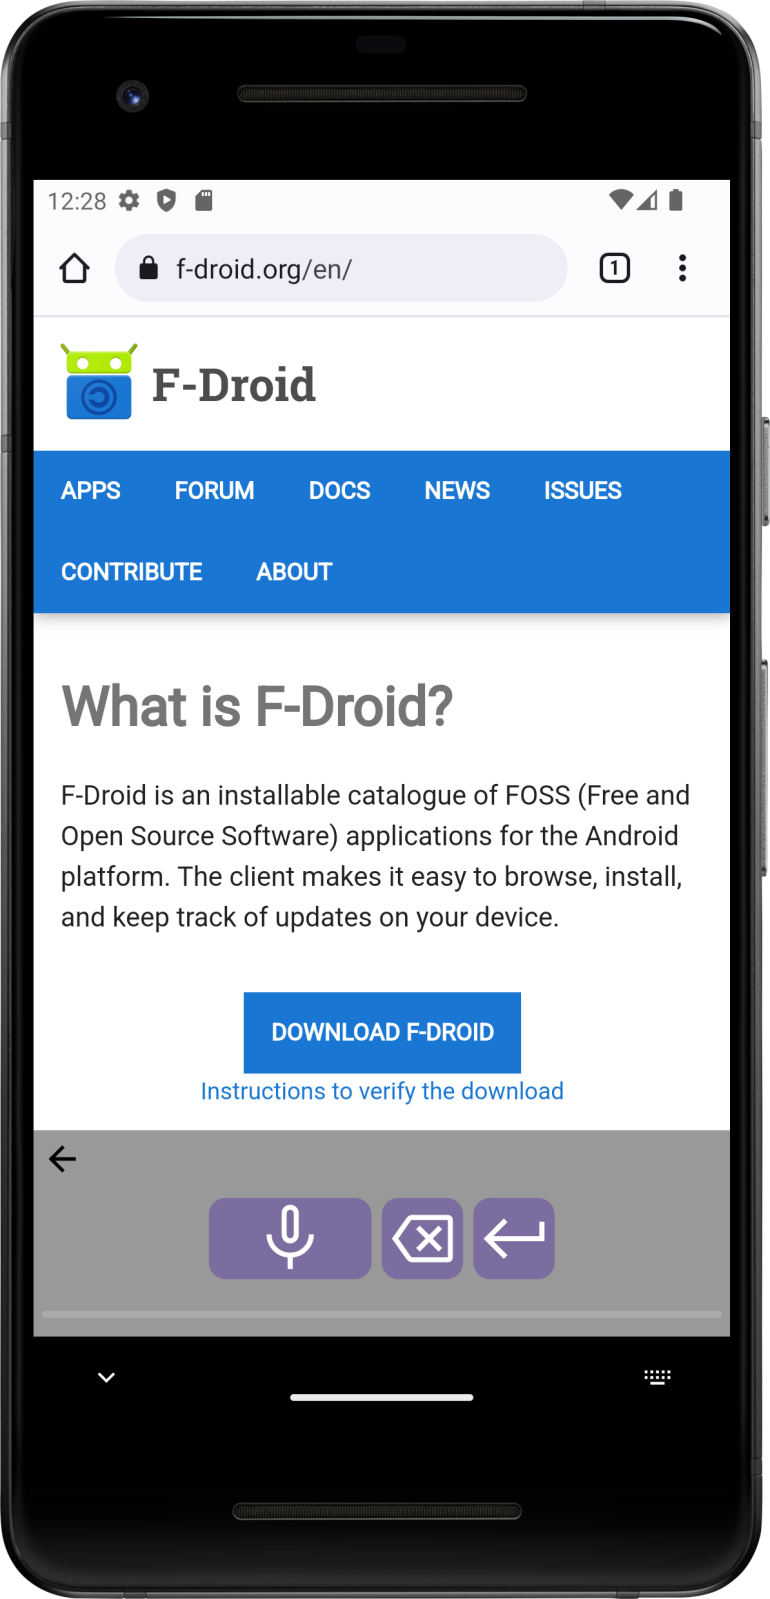 12:28
1
f-droid.org/en/
F-Droid
APPS FORUM DOCS NEWS ISSUES
CONTRIBUTE ABOUT
What is F-Droid?
F-Droid is an installable catalogue of FOSS (Free and
Open Source Software) applications for the Android
platform. The client makes it easy to browse, install,
and keep track of updates on your device.
DOWNLOAD F-DROID
Instructions to verify the download